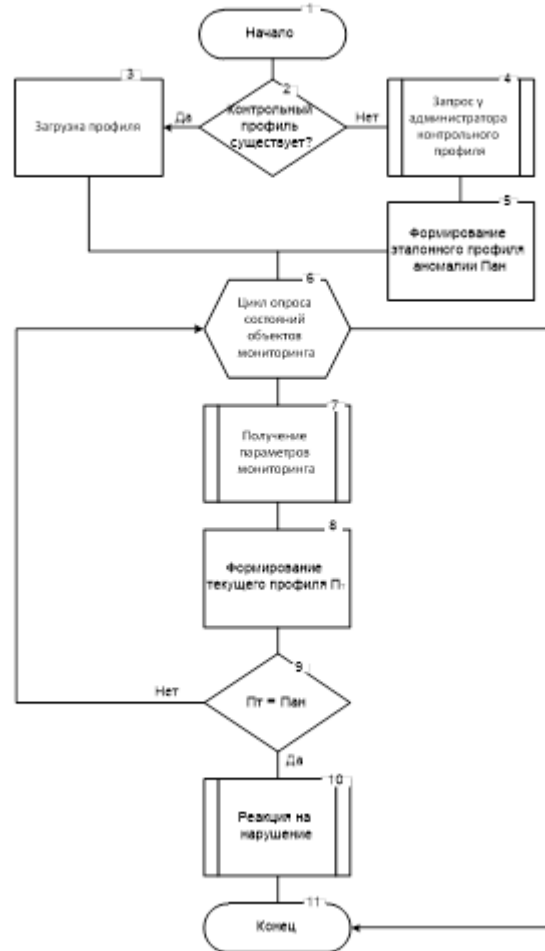 1
Начало
2
Контрольный
профиль
существует?
Да
Нет
3
Загрузка профиля
4
Запрос у
администратора
контрольного
профиля
5
Формирование
эталонного профиля
аномалии Пан
6
Цикл опроса
состояний
объектов
мониторинга
7
Получение
параметров
мониторинга
8
Формирование
текущего профиля Пт
9
Пт = Пан
Нет
Да
10
Реакция на
нарушение
11
Конец